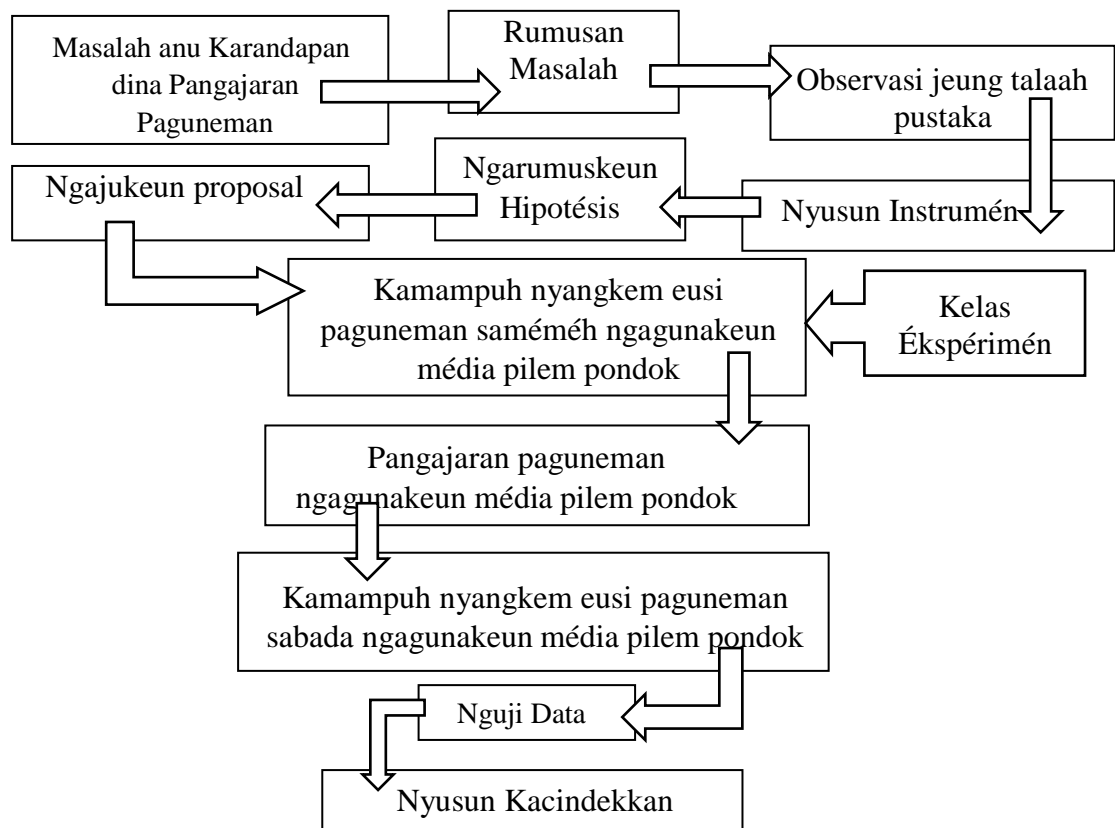 Masalah anu Karandapan
dina Pangajaran
Paguneman
Rumusan
Masalah
Observasi jeung talaah
pustaka
Nyusun Instrumén
Ngarumuskeun
Hipotésis
Ngajukeun proposal
Kamampuh nyangkem eusi
paguneman saméméh ngagunakeun
média pilem pondok
Kelas
Ékspérimén
Pangajaran paguneman
ngagunakeun média pilem pondok
Kamampuh nyangkem eusi paguneman
sabada ngagunakeun média pilem pondok
Nguji Data
Nyusun Kacindekkan